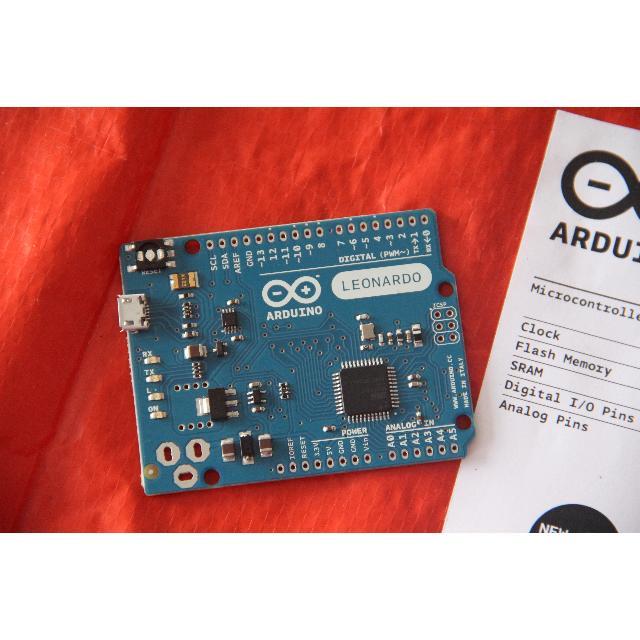 RESET
SCL
SDA
AREF
GND
~13
12
~11
~10
~9
8
7
~6
~5
4
~3
2
TX→1
RX←0
DIGITAL (PWM~)
ARDUINO
LEONARDO
ICSP
RX
TX
L
ON
WWW.ARDUINO.CC
MADE IN ITALY
POWER
ANALOG IN
IOREF
RESET
3.3V
5V
GND
GND
Vin
A0
A1
A2
A3
A4
A5
Microcontrolle
Clock
Flash Memory
SRAM
Digital I/O Pins
Analog Pins
NEW